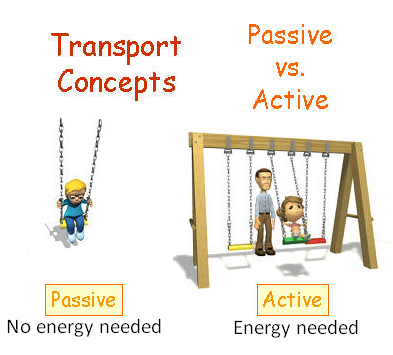 Transport
Concepts
Passive
vs.
Active
Passive
No energy needed
Active
Energy needed